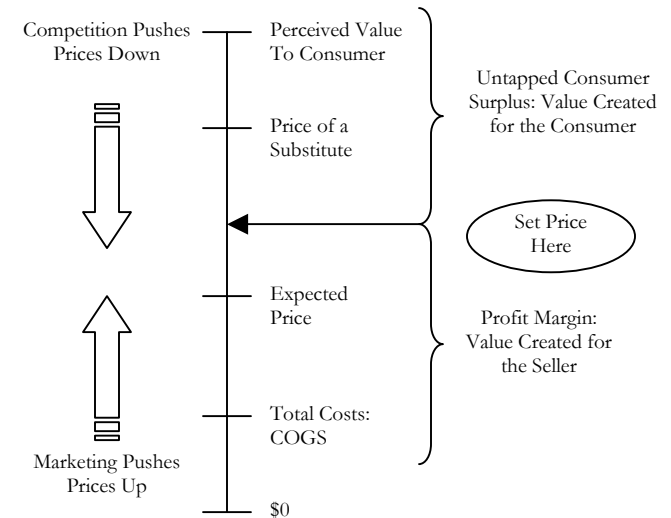 Competition Pushes
Prices Down
Perceived Value
To Consumer
Untapped Consumer
Surplus: Value Created
for the Consumer
Price of a
Substitute
Set Price
Here
Expected
Price
Profit Margin:
Value Created for
the Seller
Total Costs:
COGS
Marketing Pushes
Prices Up
$0